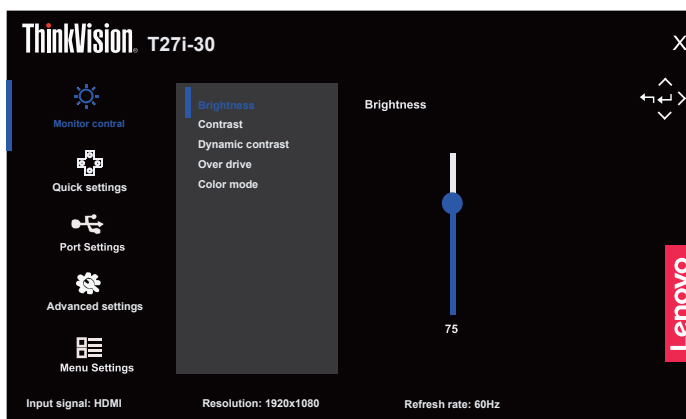 ThinkVision T27i-30
X
Monitor contral
Quick settings
Port Settings
Advanced settings
Menu Settings
Brightness
Contrast
Dynamic contrast
Over drive
Color mode
Brightness
75
Lenovo
Input signal: HDMI
Resolution: 1920x1080
Refresh rate: 60Hz